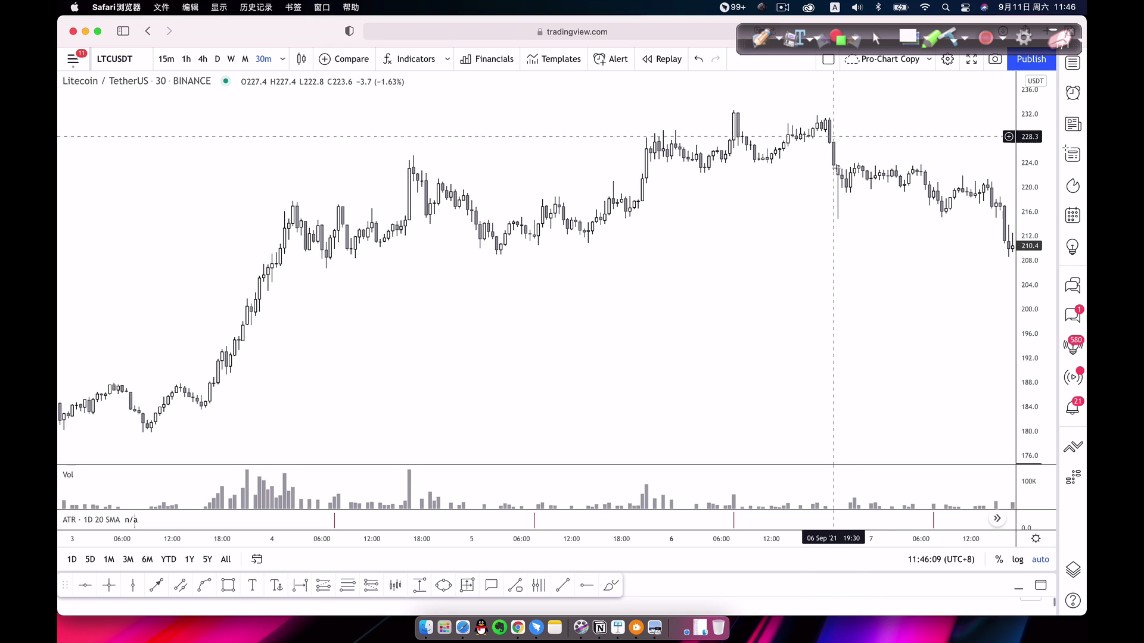 Safari浏览器 文件 编辑 显示 历史记录 书签 窗口 帮助 99+ A 9月11日 周六 11:46
tradingview.com
11 LTCUSDT 15m 1h 4h D W M 30m Compare Indicators Financials Templates Alert Replay Pro-Chart Copy Publish
Litecoin / TetherUS · 30 · BINANCE O227.4 H227.4 L222.8 C223.6 −3.7 (−1.63%)
USDT
236.0
232.0
228.3
224.0
220.0
216.0
212.0
210.4
208.0
204.0
200.0
196.0
192.0
188.0
184.0
180.0
176.0
1
580
21
Vol
100K
ATR · 1D 20 SMA n/a
0.0
3 06:00 12:00 18:00 4 06:00 12:00 18:00 5 06:00 12:00 18:00 6 06:00 12:00 06 Sep '21 19:30 7 06:00 12:00
1D 5D 1M 3M 6M YTD 1Y 5Y All 11:46:09 (UTC+8) % log auto